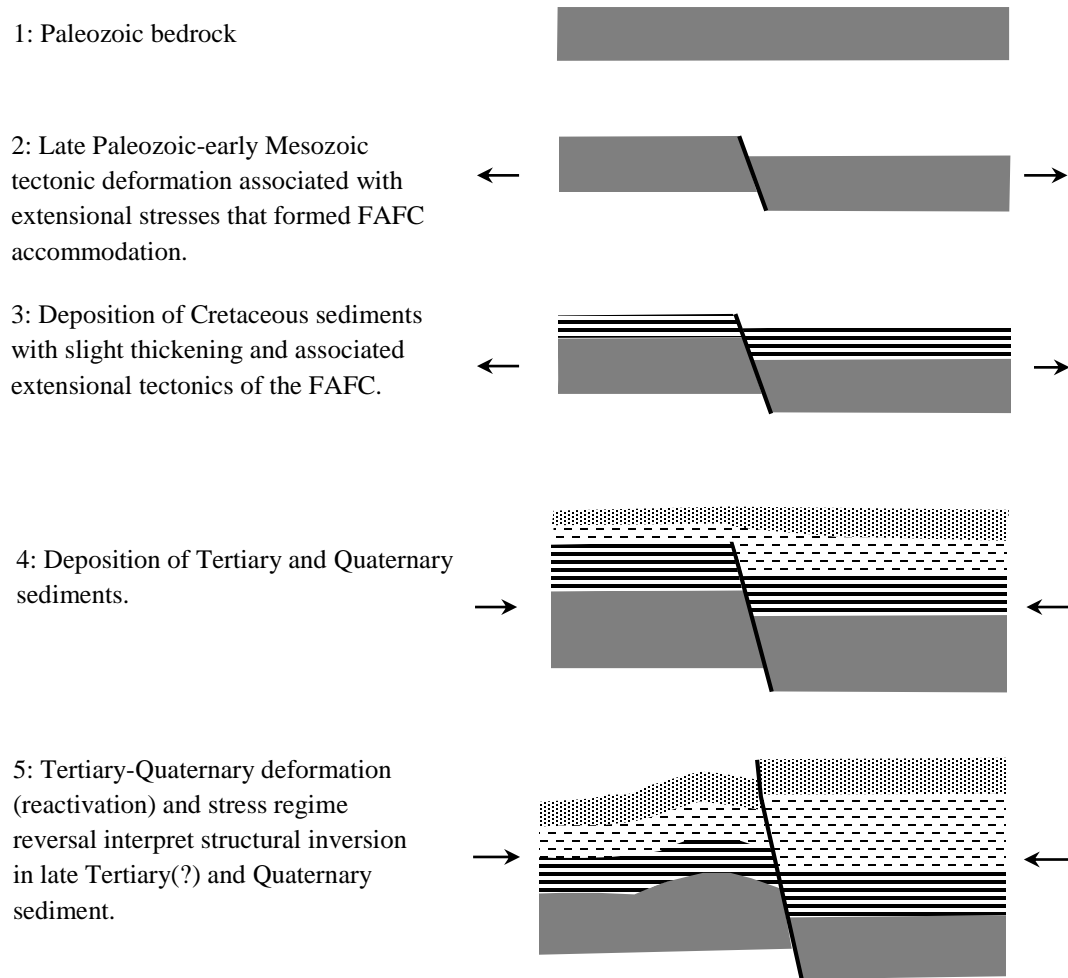 1: Paleozoic bedrock
2: Late Paleozoic-early Mesozoic
tectonic deformation associated with
extensional stresses that formed FAFC
accommodation.
3: Deposition of Cretaceous sediments
with slight thickening and associated
extensional tectonics of the FAFC.
4: Deposition of Tertiary and Quaternary
sediments.
5: Tertiary-Quaternary deformation
(reactivation) and stress regime
reversal interpret structural inversion
in late Tertiary(?) and Quaternary
sediment.